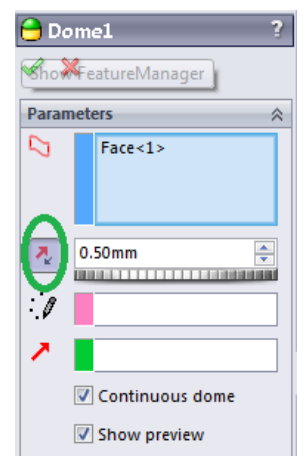 Dome1 ?
Show FeatureManager
Parameters
Face<1>
0.50mm
Continuous dome
Show preview